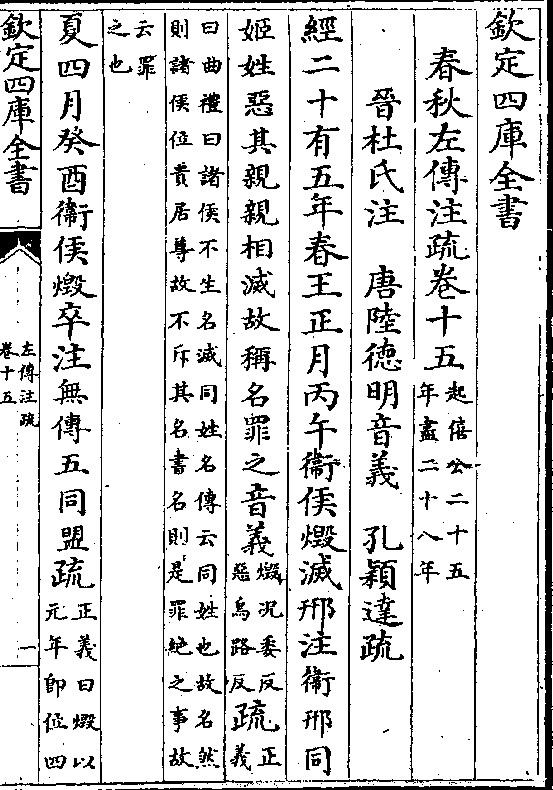 欽定四庫全書
春秋左傳注疏卷十五起僖公二十五
年盡二十八年
晉杜氏注 唐陸德明音義 孔穎達疏
經二十有五年春王正月丙午衞侯燬滅邢注衞邢同
姬姓惡其親親相滅故稱名罪之音義燬況委反
惡烏路反疏正
義
曰曲禮曰諸侯不生名滅同姓名傳云同姓也故名然
則諸侯位貴居尊故不斥其名書名則是罪絶之事故
云罪
之也
夏四月癸酉衞侯燬卒注無傳五同盟疏正義曰燬以
元年即位四
欽定四庫全書
左傳注疏
卷十五
一